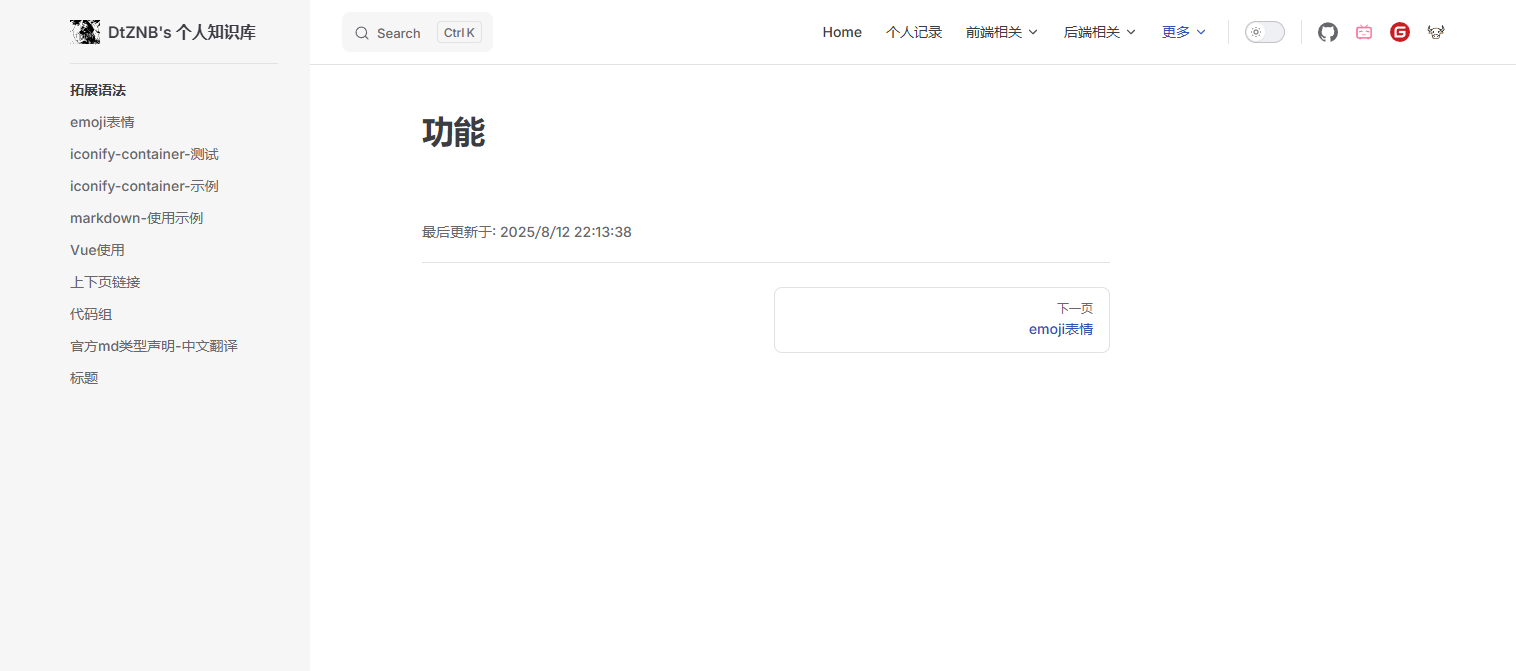 DtZNB's 个人知识库
Search Ctrl K
Home 个人记录 前端相关 后端相关 更多
拓展语法
emoji表情
iconify-container-测试
iconify-container-示例
markdown-使用示例
Vue使用
上下页链接
代码组
官方md类型声明-中文翻译
标题
功能
最后更新于: 2025/8/12 22:13:38
下一页
emoji表情